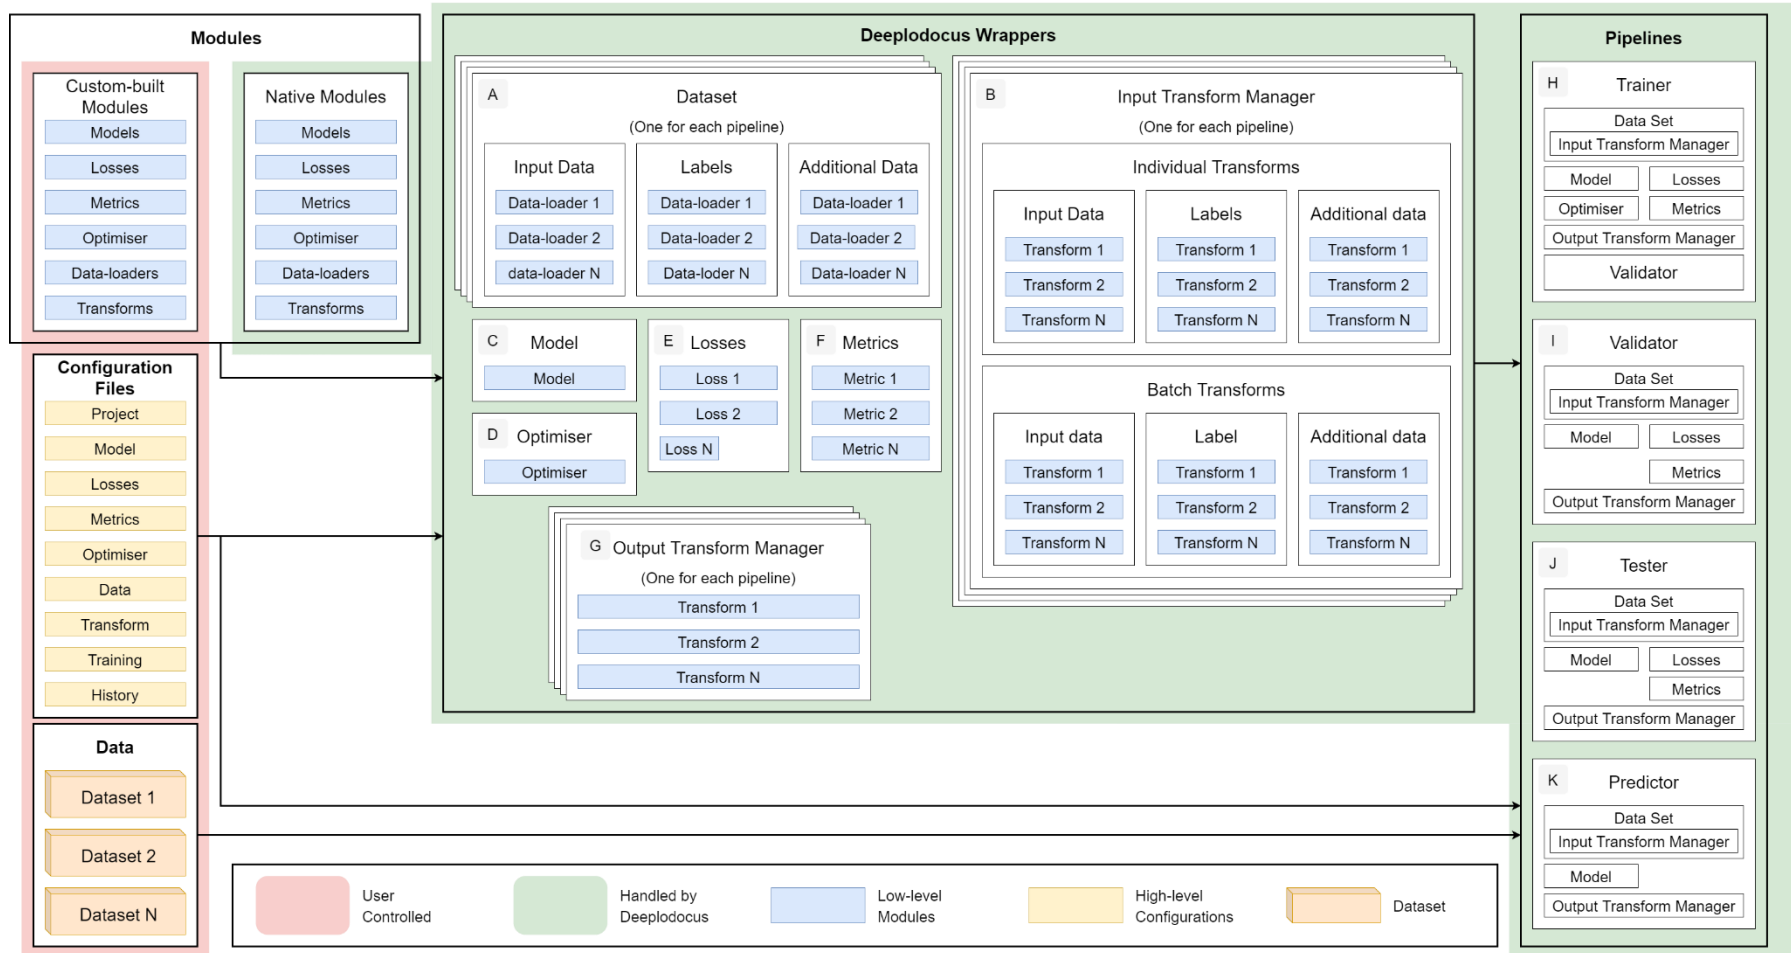 Modules
Custom-built
Modules
Models
Losses
Metrics
Optimiser
Data-loaders
Transforms
Native Modules
Models
Losses
Metrics
Optimiser
Data-loaders
Transforms
Configuration
Files
Project
Model
Losses
Metrics
Optimiser
Data
Transform
Training
History
Data
Dataset 1
Dataset 2
Dataset N
Deeplodocus Wrappers
A
Dataset
(One for each pipeline)
Input Data
Data-loader 1
Data-loader 2
data-loader N
Labels
Data-loader 1
Data-loader 2
Data-loder N
Additional Data
Data-loader 1
Data-loader 2
Data-loader N
B
Input Transform Manager
(One for each pipeline)
Individual Transforms
Input Data
Transform 1
Transform 2
Transform N
Labels
Transform 1
Transform 2
Transform N
Additional data
Transform 1
Transform 2
Transform N
Batch Transforms
Input data
Transform 1
Transform 2
Transform N
Label
Transform 1
Transform 2
Transform N
Additional data
Transform 1
Transform 2
Transform N
C
Model
Model
D
Optimiser
Optimiser
E
Losses
Loss 1
Loss 2
Loss N
F
Metrics
Metric 1
Metric 2
Metric N
G
Output Transform Manager
(One for each pipeline)
Transform 1
Transform 2
Transform N
Pipelines
H
Trainer
Data Set
Input Transform Manager
Model
Losses
Optimiser
Metrics
Output Transform Manager
Validator
I
Validator
Data Set
Input Transform Manager
Model
Losses
Metrics
Output Transform Manager
J
Tester
Data Set
Input Transform Manager
Model
Losses
Metrics
Output Transform Manager
K
Predictor
Data Set
Input Transform Manager
Model
Output Transform Manager
User
Controlled
Handled by
Deeplodocus
Low-level
Modules
High-level
Configurations
Dataset